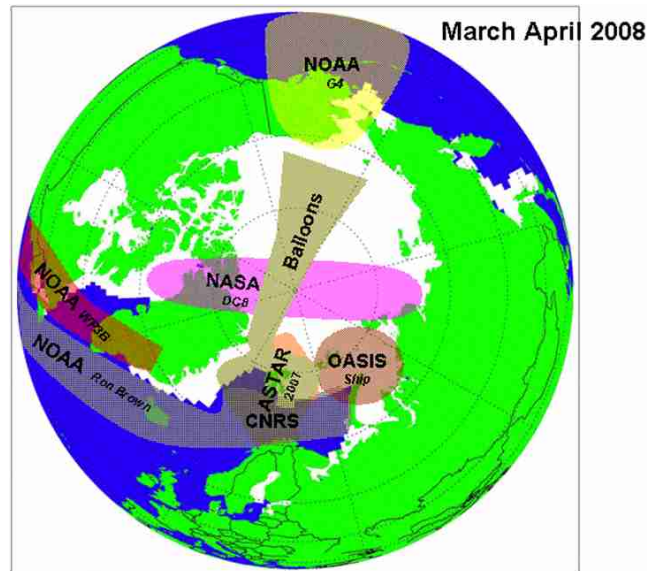 March April 2008
NOAA
G4
Balloons
NASA
DC8
NOAA WP3B
NOAA Ron Brown
ASTAR
2007
OASIS
Ship
CNRS